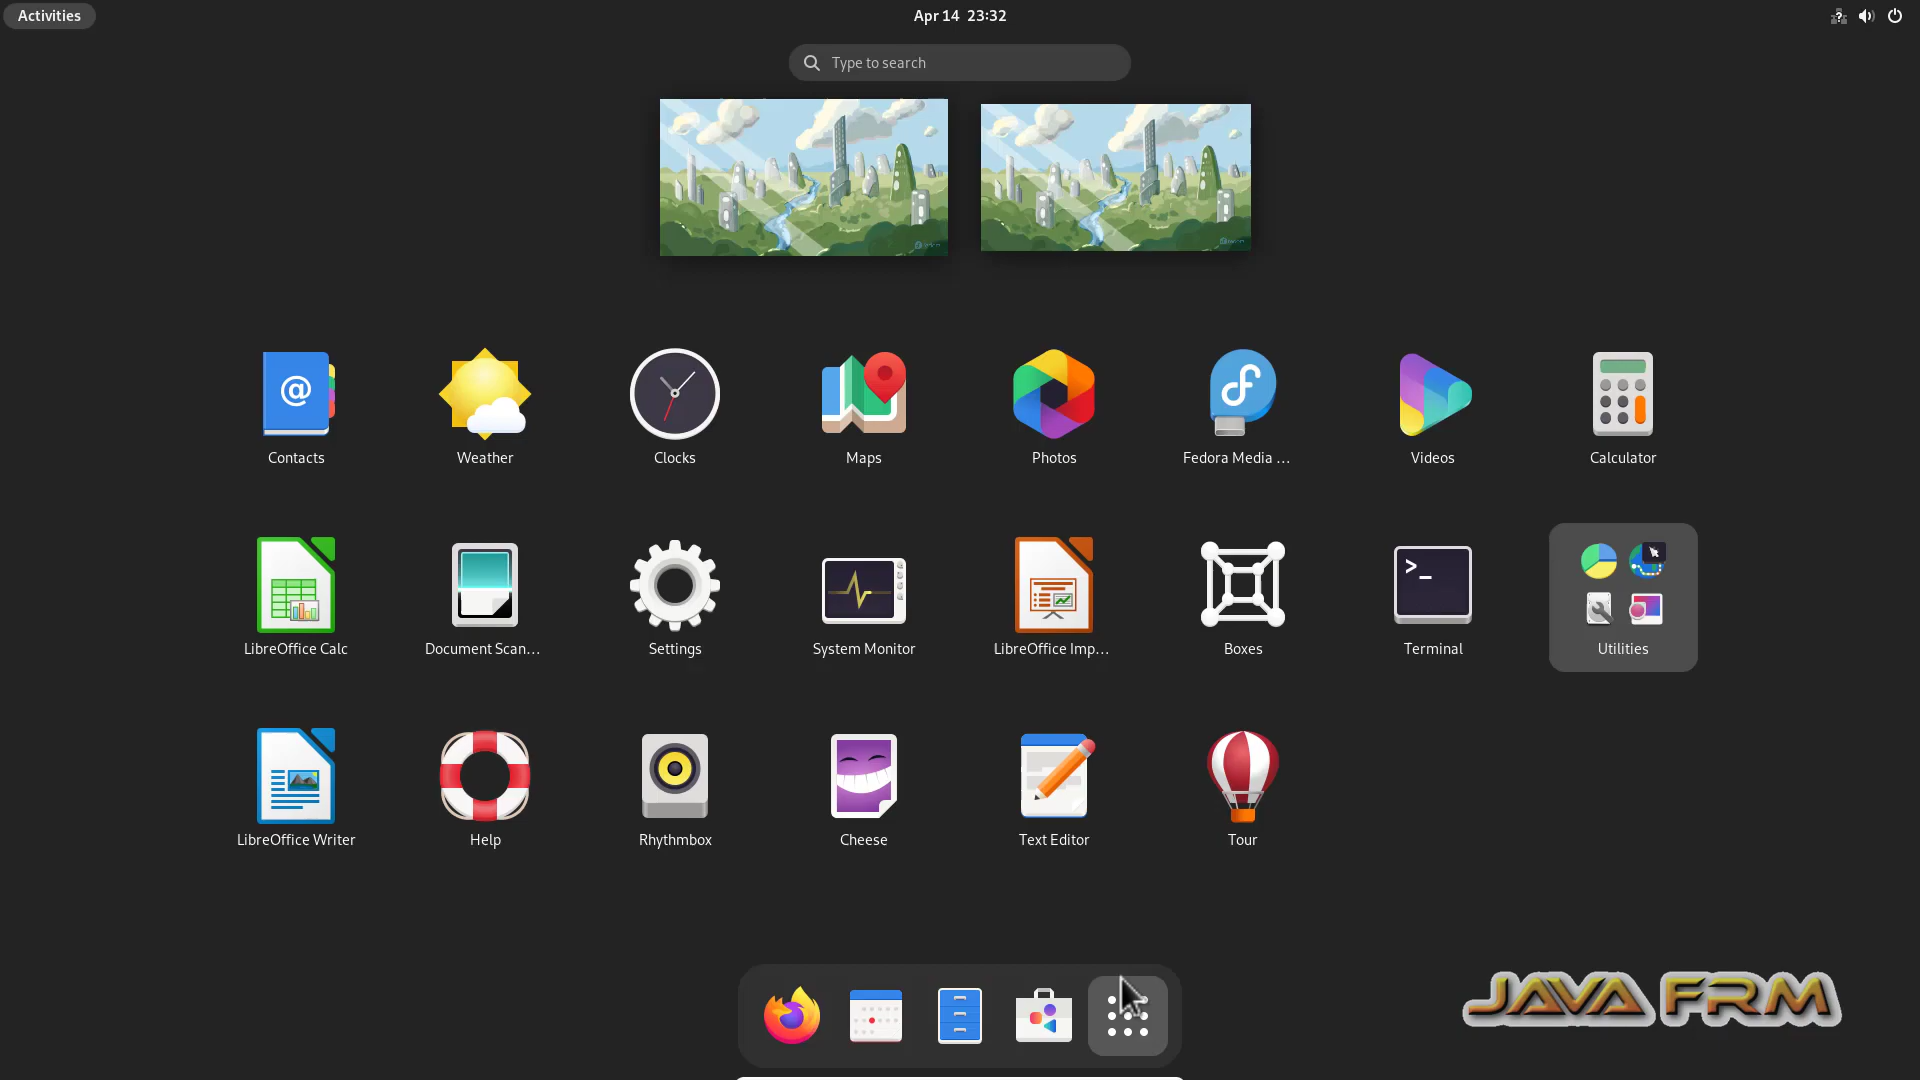 Activities
Apr 14 23:32
Type to search
Contacts
Weather
Clocks
Maps
Photos
Fedora Media ...
Videos
Calculator
LibreOffice Calc
Document Scan...
Settings
System Monitor
LibreOffice Imp...
Boxes
Terminal
Utilities
LibreOffice Writer
Help
Rhythmbox
Cheese
Text Editor
Tour
JAVA FRM